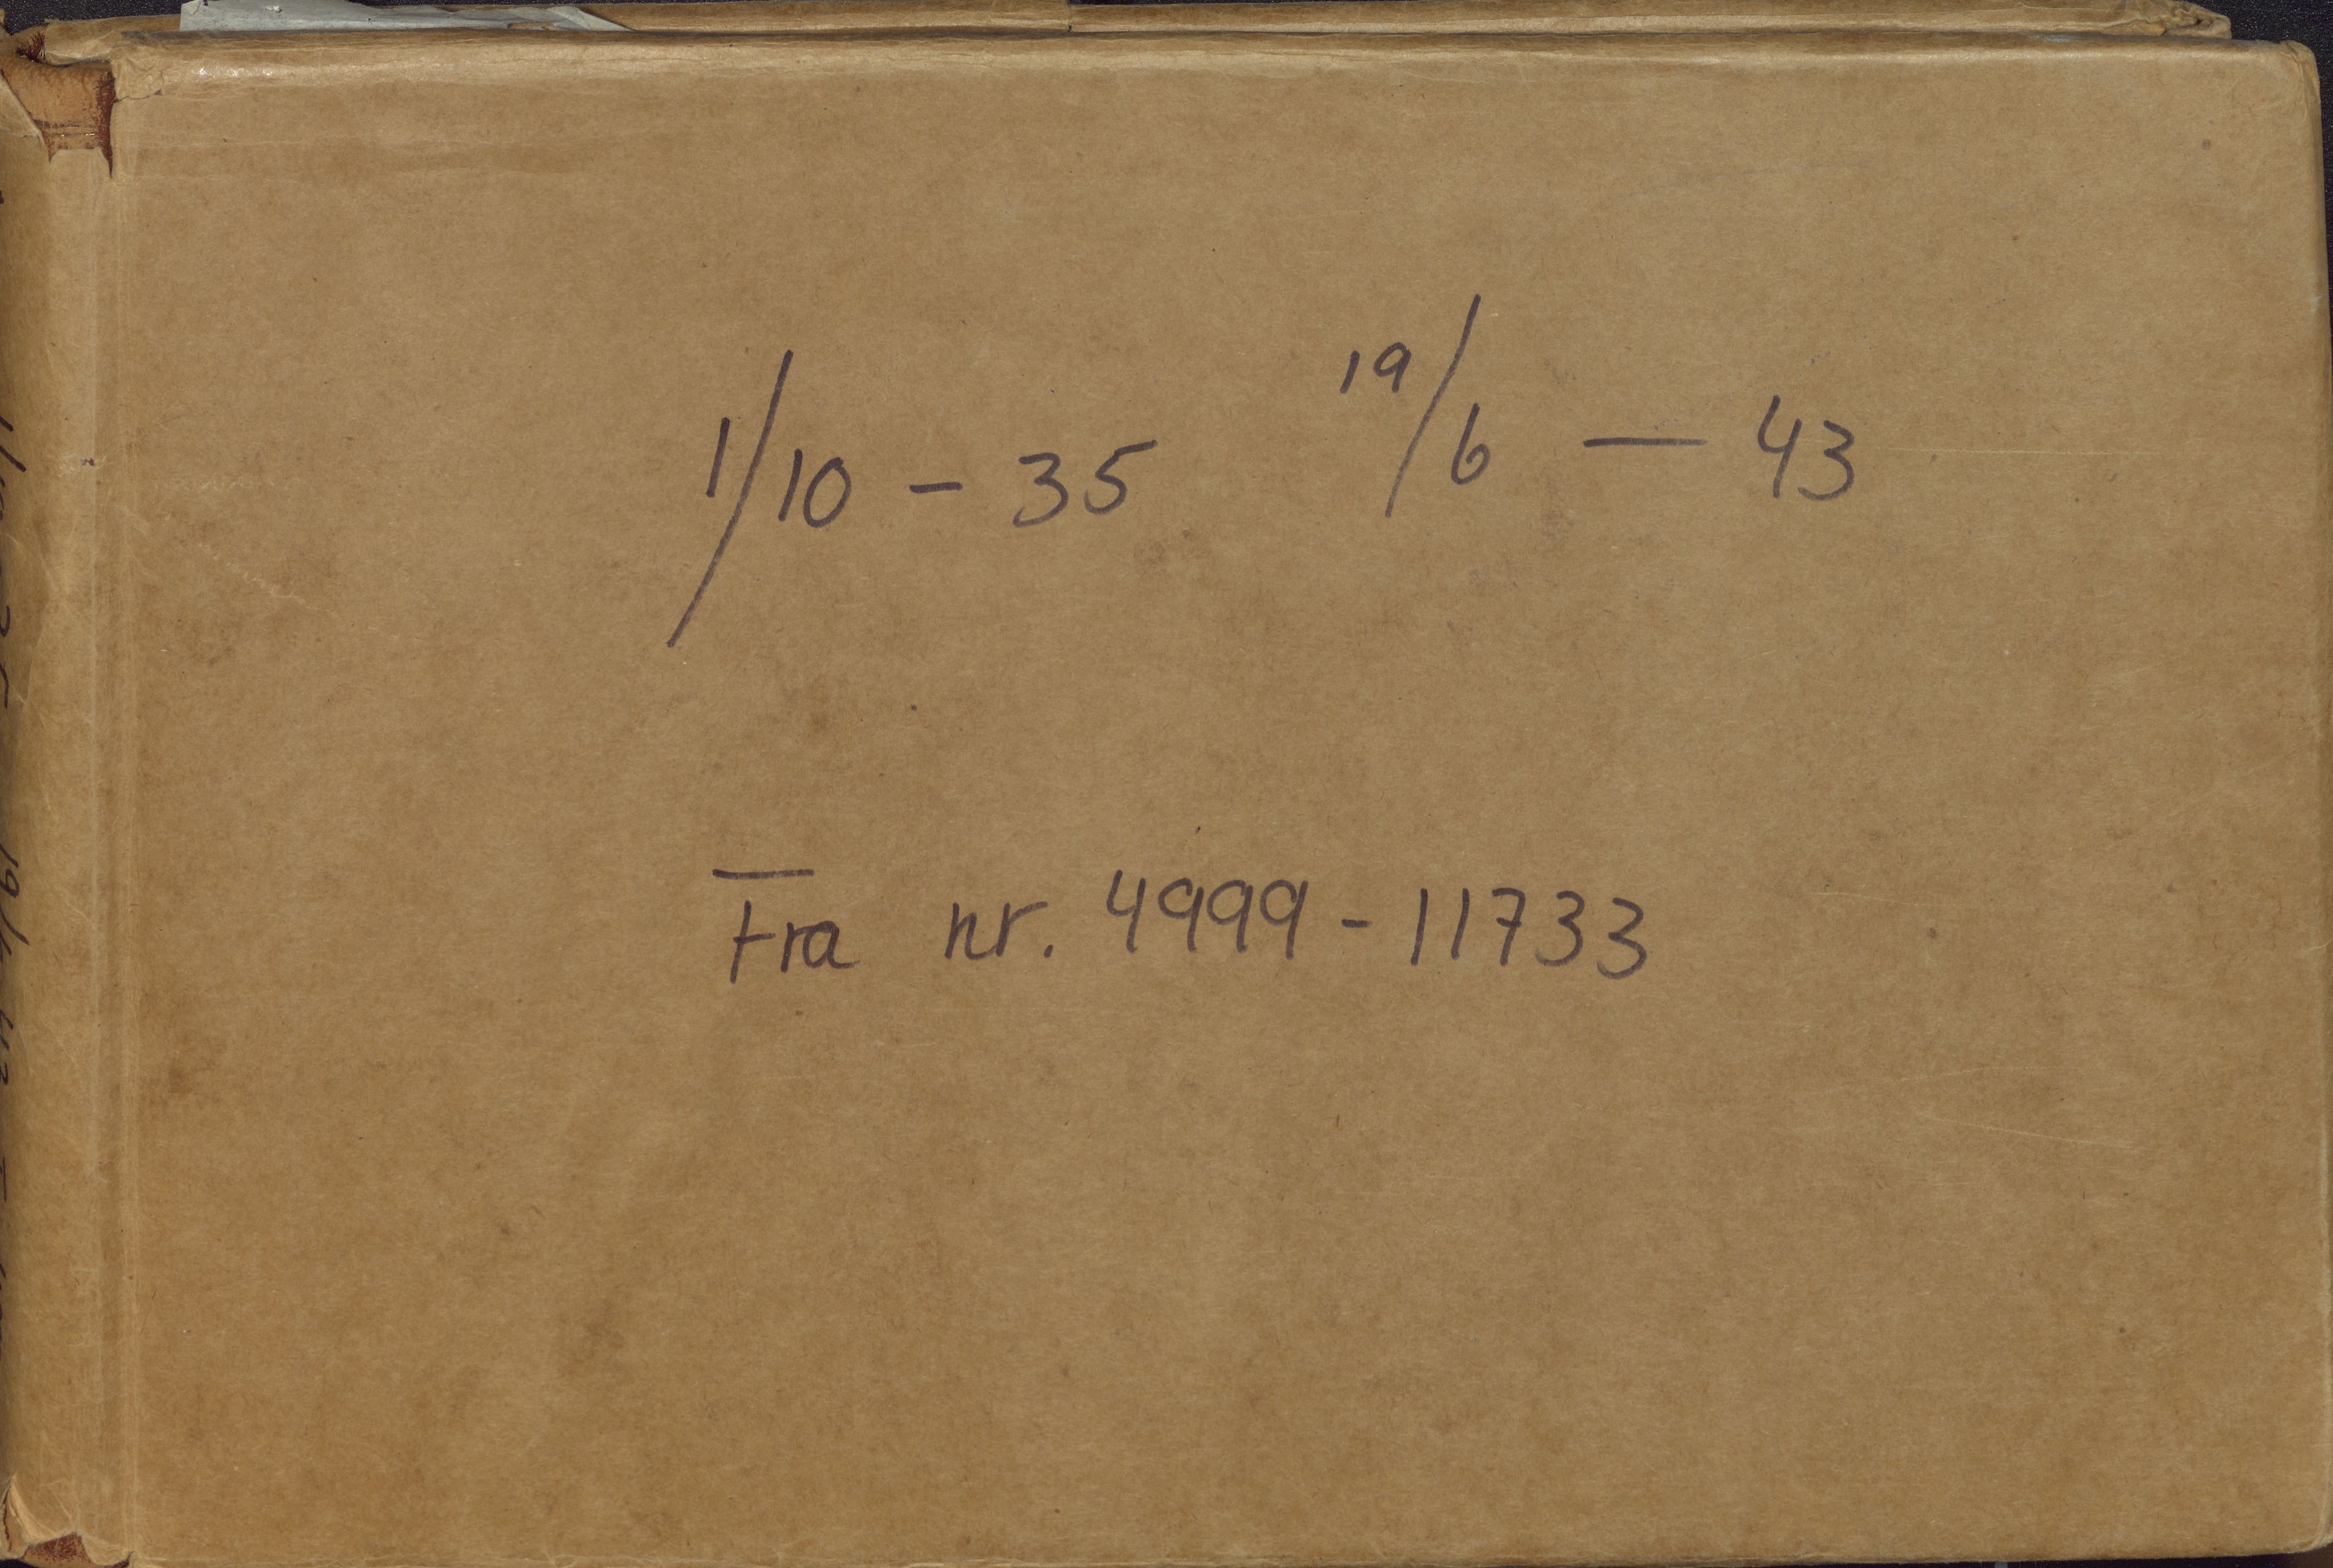 1/10 - 35 19/6 — 43
Fra nr. 4999 - 11733